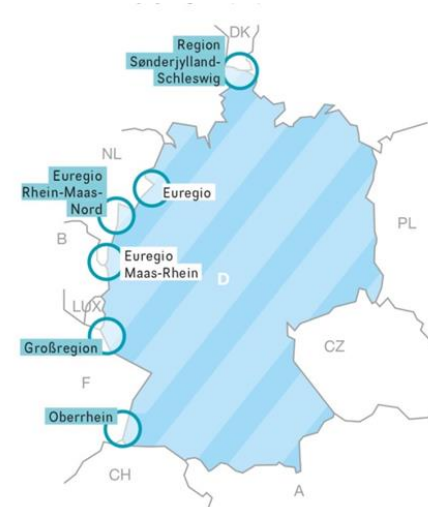 DK
Region
Sønderjylland-
Schleswig
NL
Euregio
Rhein-Maas-
Nord
Euregio
PL
B
Euregio
Maas-Rhein
D
LUX
Großregion
CZ
F
Oberrhein
CH
A